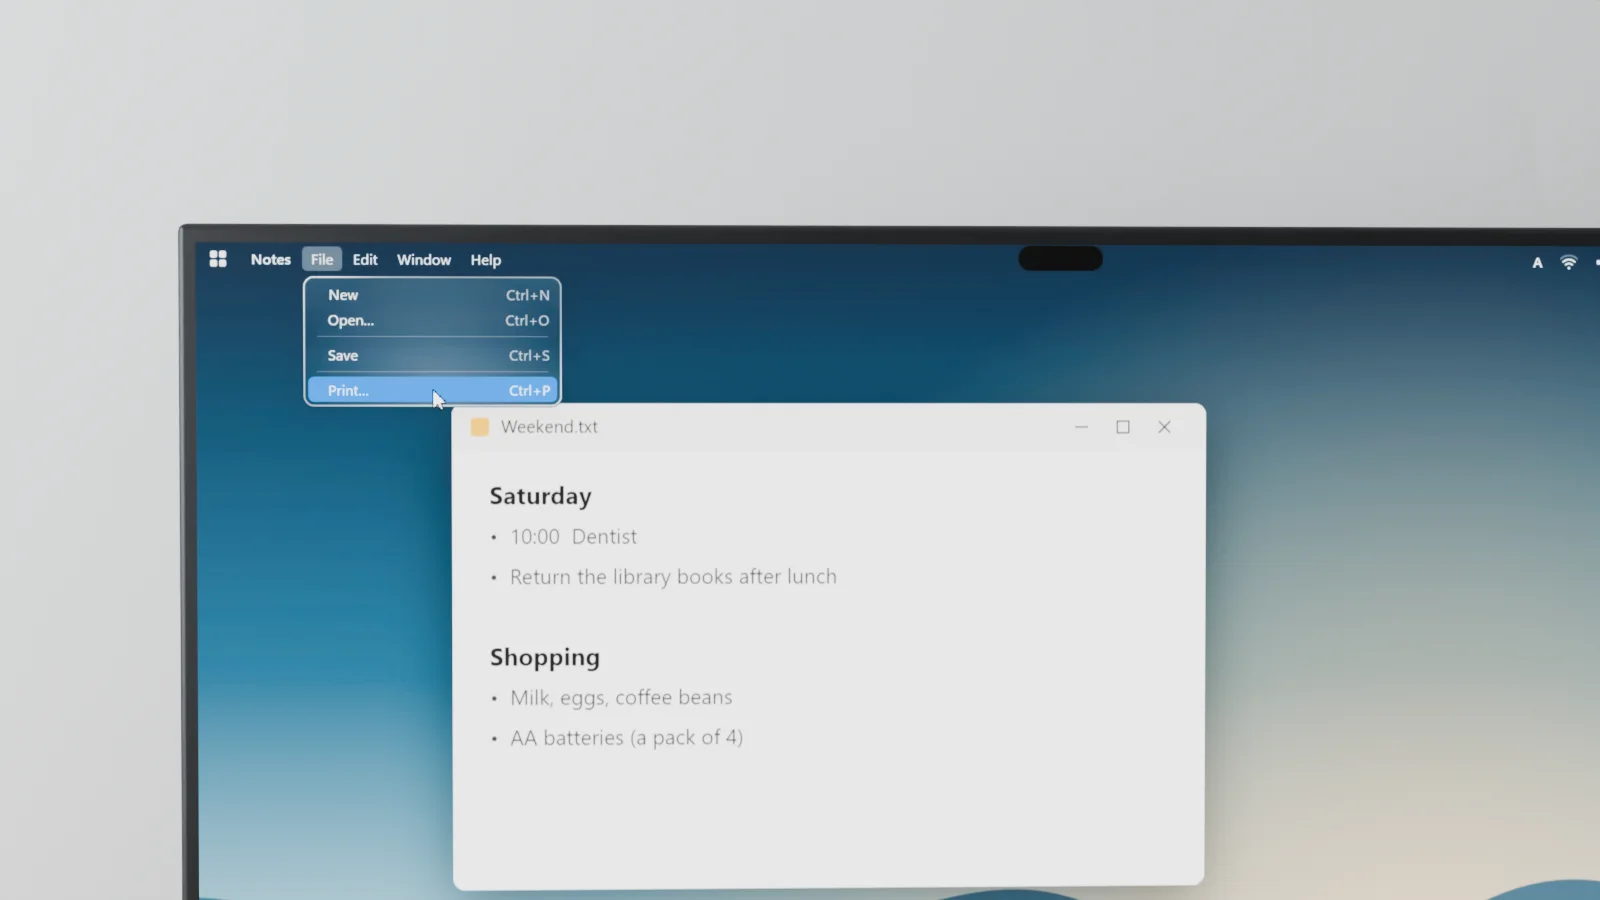 Notes File Edit Window Help A
New Ctrl+N
Open... Ctrl+O
Save Ctrl+S
Print... Ctrl+P
Weekend.txt
Saturday
• 10:00 Dentist
• Return the library books after lunch
Shopping
• Milk, eggs, coffee beans
• AA batteries (a pack of 4)